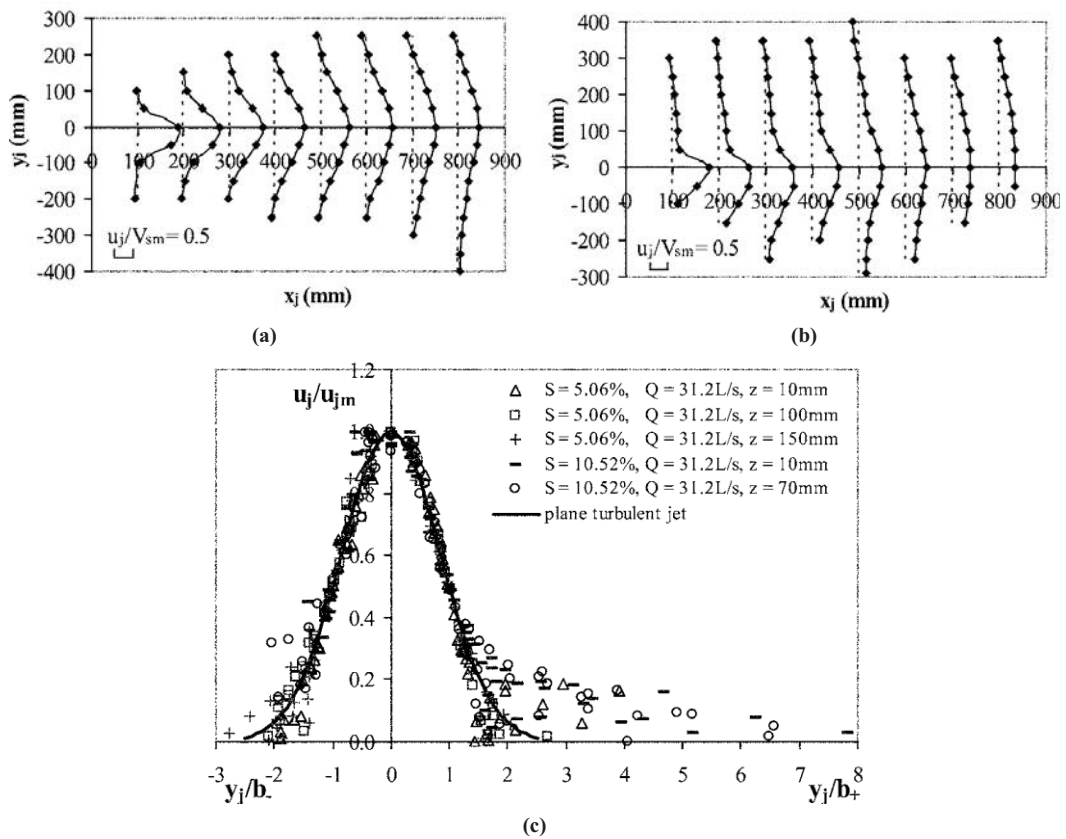 400
300
200
100
0
-100
-200
-300
-400
yj (mm)
0 100 200 300 400 500 600 700 800 900
uj/Vsm = 0.5
xj (mm)
(a)
400
300
200
100
0
-100
-200
-300
yj (mm)
0 100 200 300 400 500 600 700 800 900
uj/Vsm = 0.5
xj (mm)
(b)
uj/ujm
1.2
1.0
0.8
0.6
0.4
0.2
0.0
S = 5.06%, Q = 31.2L/s, z = 10mm
S = 5.06%, Q = 31.2L/s, z = 100mm
S = 5.06%, Q = 31.2L/s, z = 150mm
S = 10.52%, Q = 31.2L/s, z = 10mm
S = 10.52%, Q = 31.2L/s, z = 70mm
plane turbulent jet
-3 -2 -1 0 1 2 3 4 5 6 7 8
yj/b- yj/b+
(c)